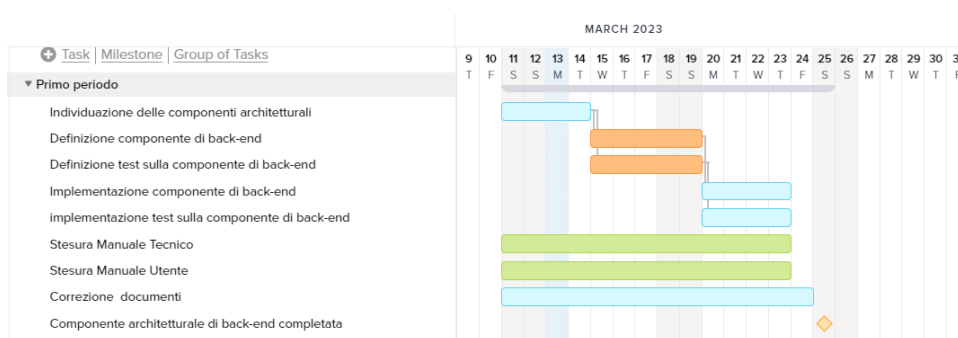 MARCH 2023
Task | Milestone | Group of Tasks
9 10 11 12 13 14 15 16 17 18 19 20 21 22 23 24 25 26 27 28 29 30
T F S S M T W T F S S M T W T F S S M T W T
Primo periodo
Individuazione delle componenti architetturali
Definizione componente di back-end
Definizione test sulla componente di back-end
Implementazione componente di back-end
implementazione test sulla componente di back-end
Stesura Manuale Tecnico
Stesura Manuale Utente
Correzione documenti
Componente architetturale di back-end completata